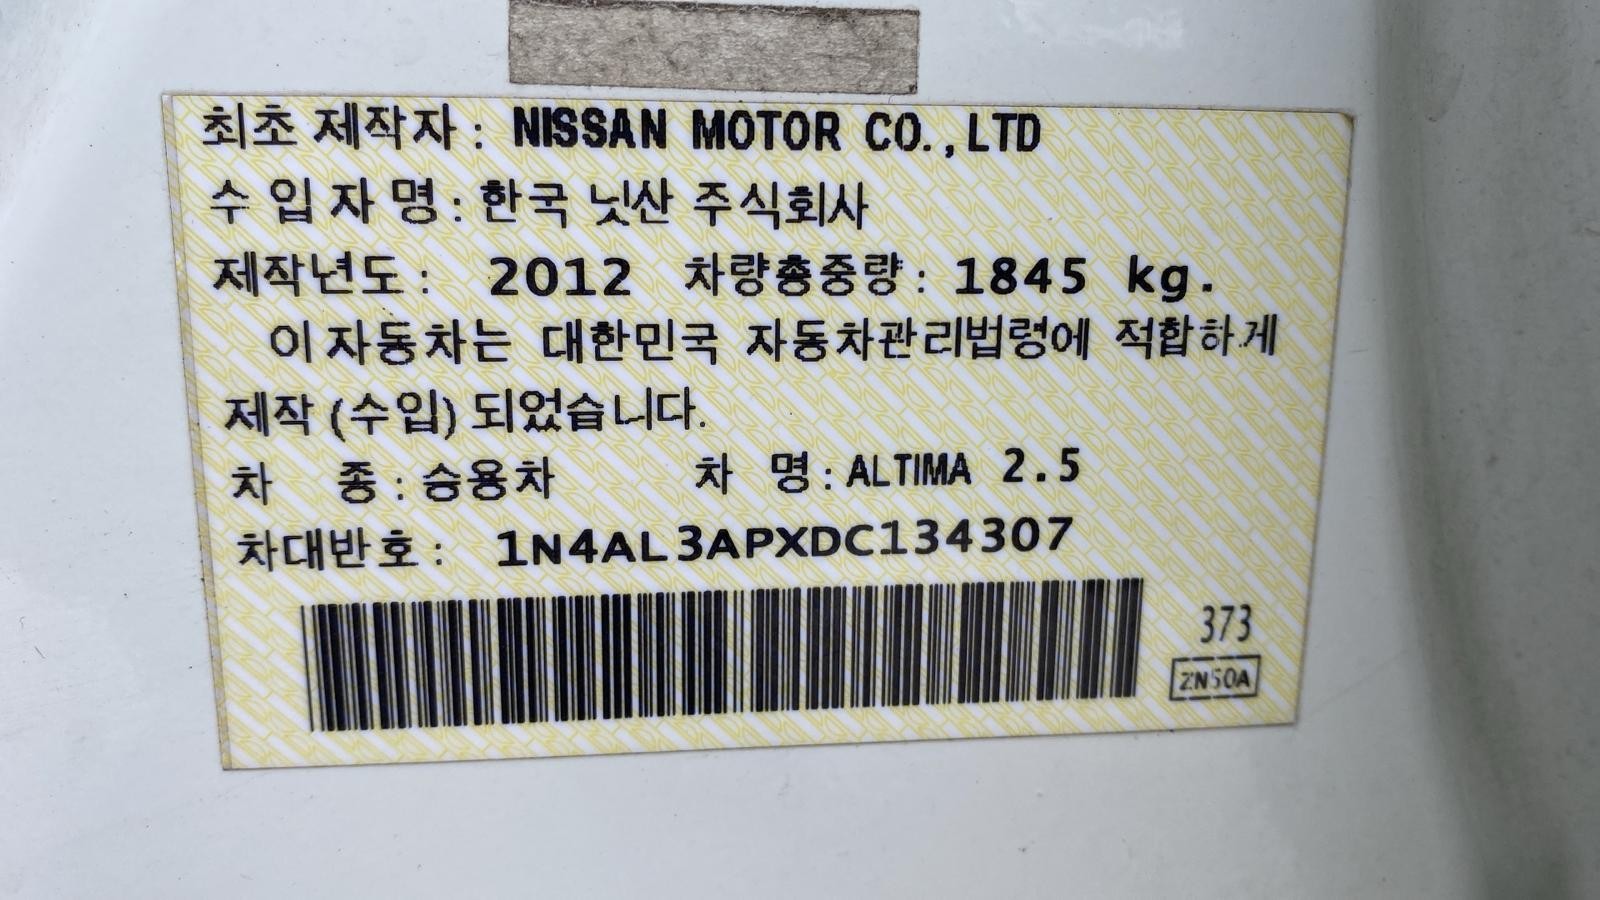 최초 제작자 : NISSAN MOTOR CO.,LTD
수 입 자 명 : 한국 닛산 주식회사
제작년도 : 2012 차량총중량 : 1845 kg.
이 자동차는 대한민국 자동차관리법령에 적합하게
제작 (수입) 되었습니다.
차 종 : 승용차 차 명 : ALTIMA 2.5
차대번호 : 1N4AL3APXDC134307
373
ZN50A